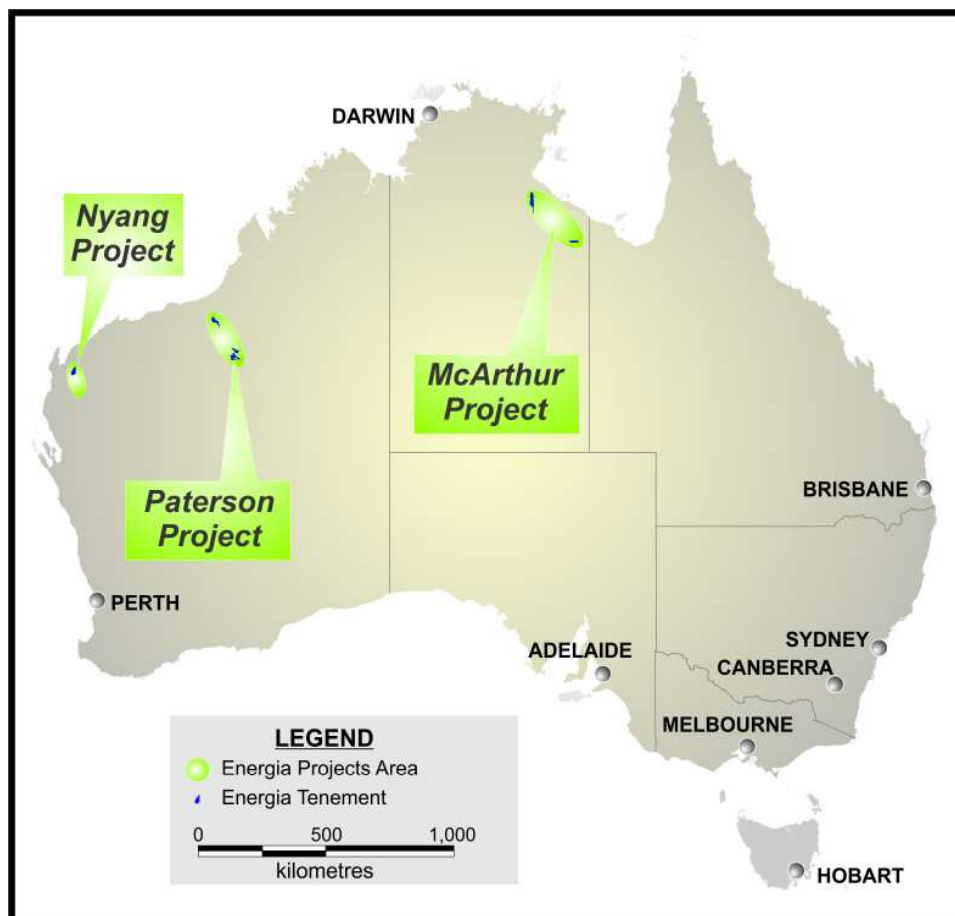 DARWIN
Nyang
Project
McArthur
Project
Paterson
Project
BRISBANE
PERTH
SYDNEY
ADELAIDE
CANBERRA
MELBOURNE
LEGEND
Energia Projects Area
Energia Tenement
0 500 1,000
kilometres
HOBART